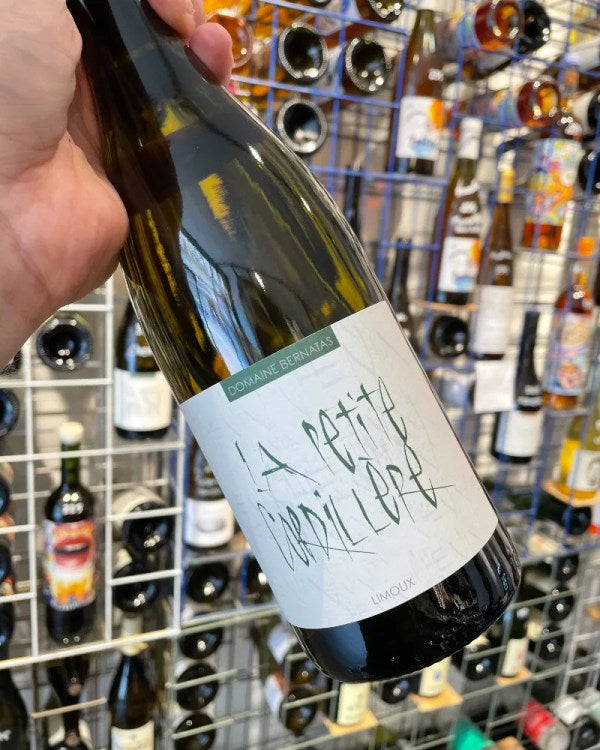 DOMAINE BERNATAS
LA PETITE
CORDILLÈRE
LIMOUX